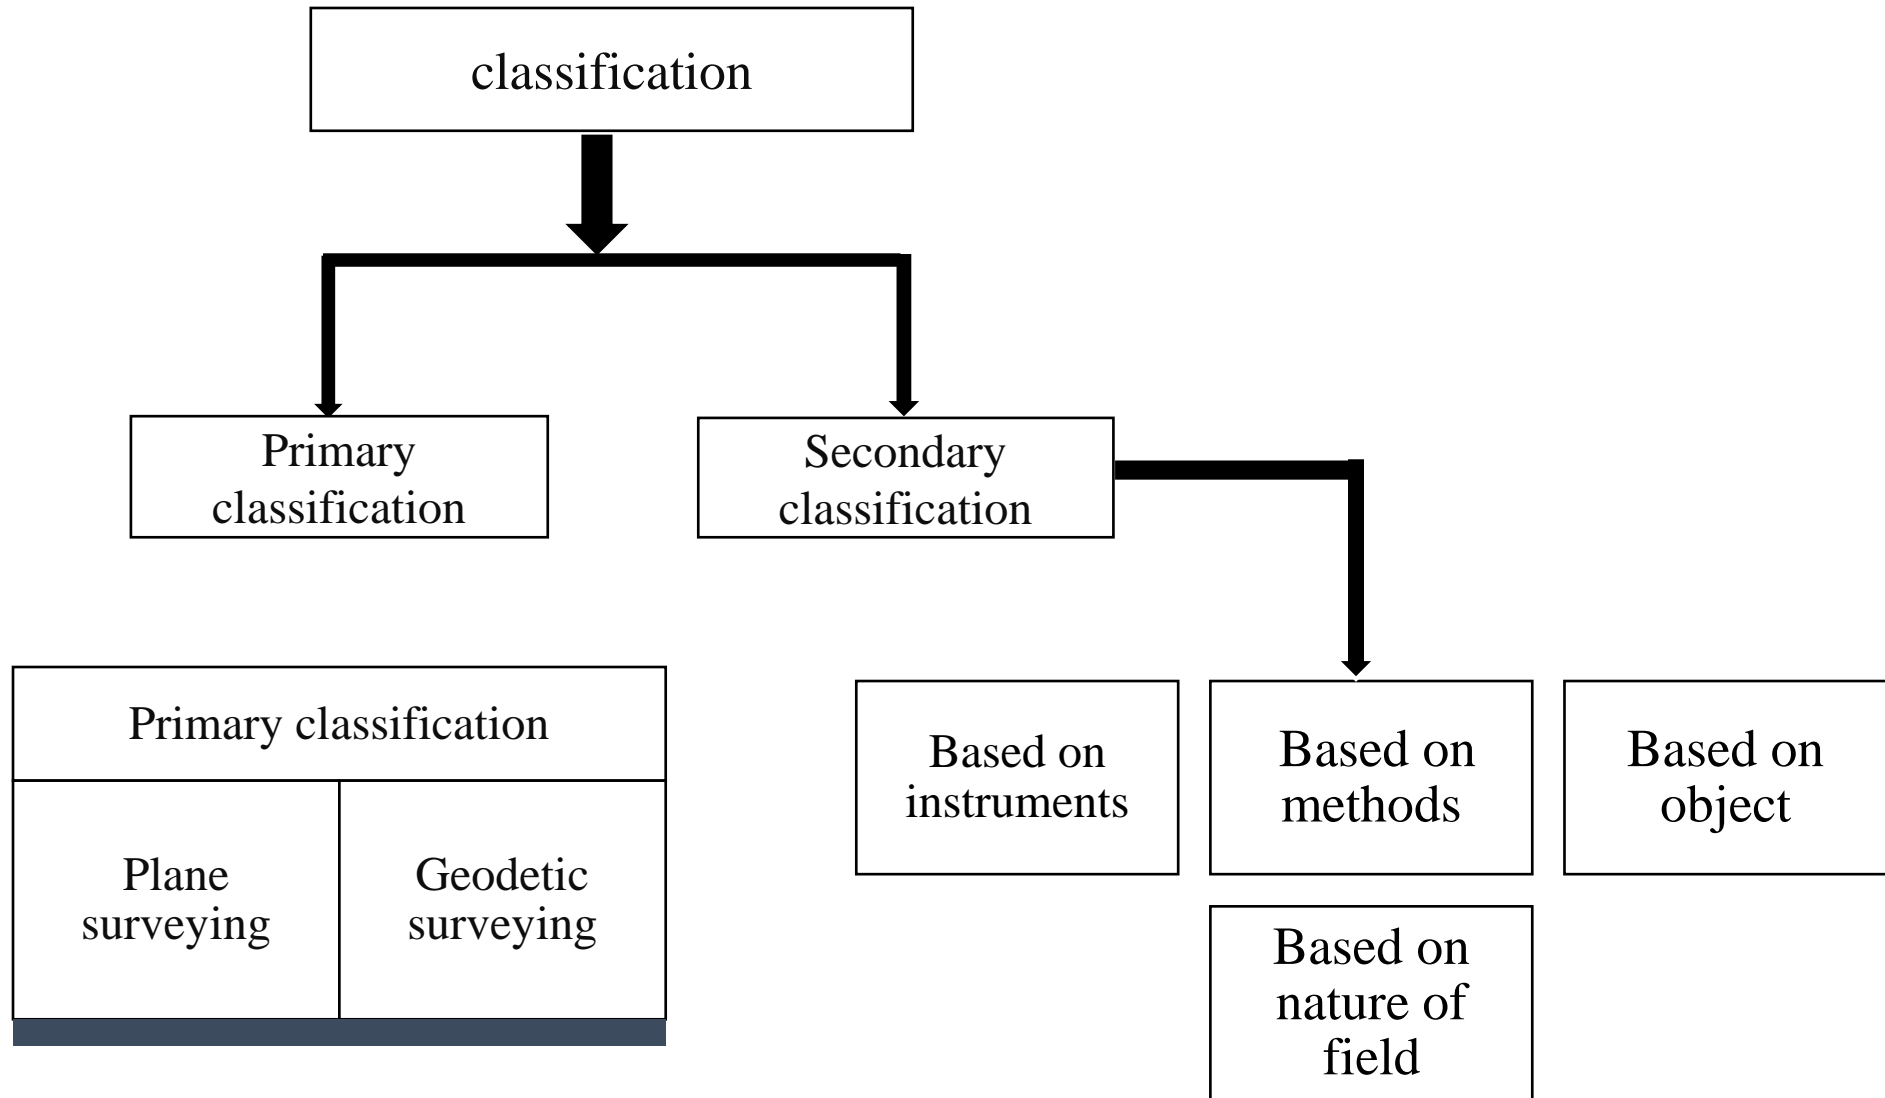 classification
Primary
classification
Secondary
classification
Primary classification
Plane
surveying
Geodetic
surveying
Based on
instruments
Based on
methods
Based on
object
Based on
nature of
field